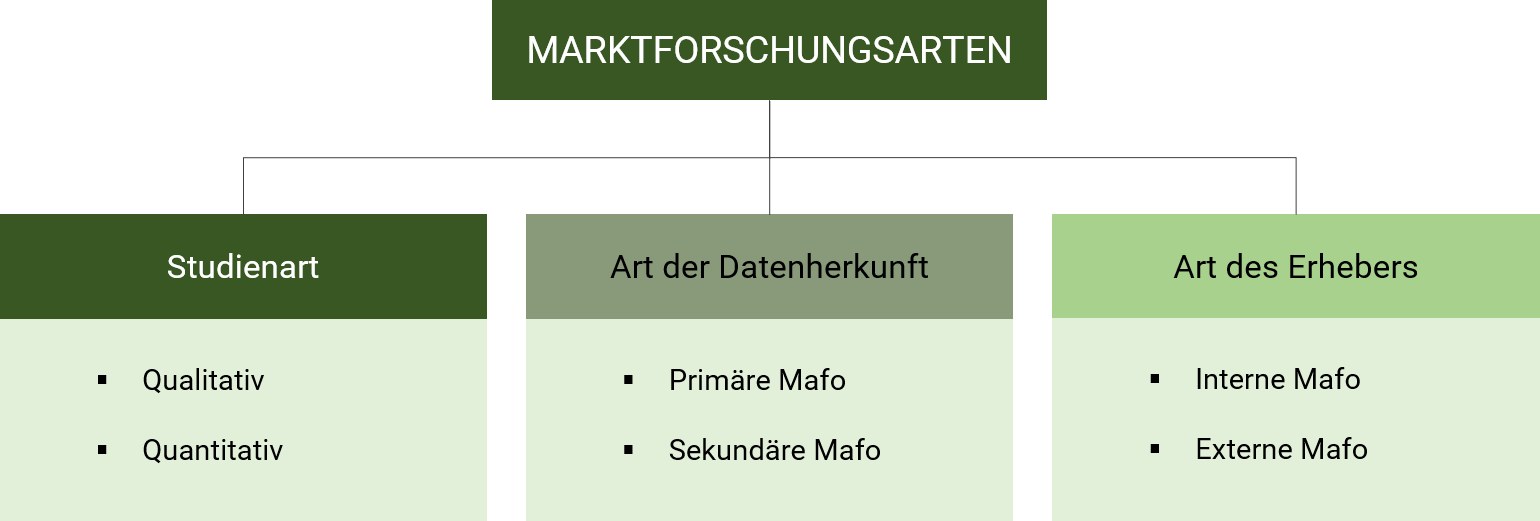 MARKTFORSCHUNGSARTEN
Studienart
▪ Qualitativ
▪ Quantitativ
Art der Datenherkunft
▪ Primäre Mafo
▪ Sekundäre Mafo
Art des Erhebers
▪ Interne Mafo
▪ Externe Mafo